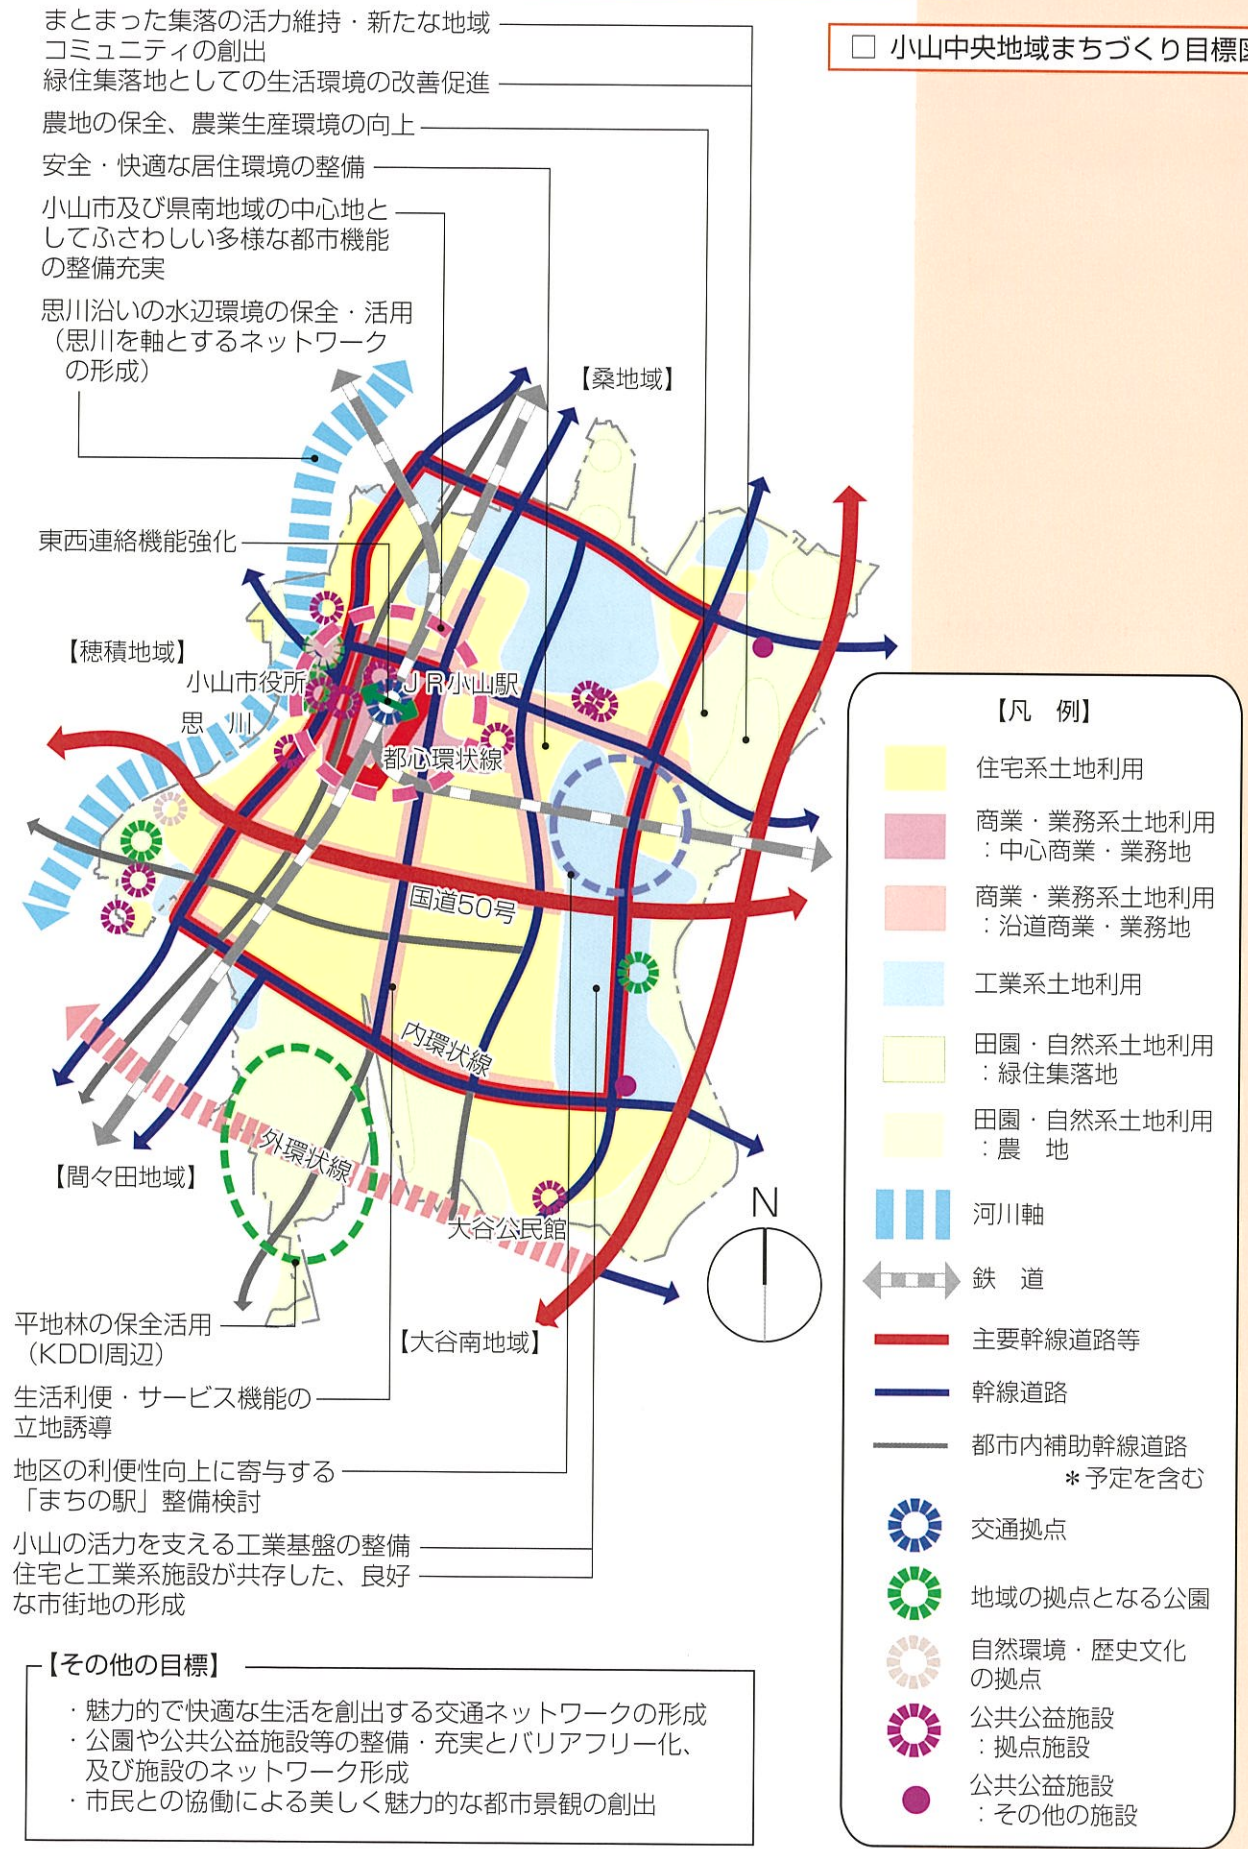 まとまった集落の活力維持・新たな地域
コミュニティの創出
緑住集落地としての生活環境の改善促進
農地の保全、農業生産環境の向上
安全・快適な居住環境の整備
小山市及び県南地域の中心地と
してふさわしい多様な都市機能
の整備充実
思川沿いの水辺環境の保全・活用
（思川を軸とするネットワーク
の形成）
□ 小山中央地域まちづくり目標図
【桑地域】
東西連絡機能強化
【穂積地域】
小山市役所
JR小山駅
思 川
都心環状線
国道50号
内環状線
外環状線
【間々田地域】
大谷公民館
N
【大谷南地域】
平地林の保全活用
（KDDI周辺）
生活利便・サービス機能の
立地誘導
地区の利便性向上に寄与する
「まちの駅」整備検討
小山の活力を支える工業基盤の整備
住宅と工業系施設が共存した、良好
な市街地の形成
【その他の目標】
・魅力的で快適な生活を創出する交通ネットワークの形成
・公園や公共公益施設等の整備・充実とバリアフリー化、
及び施設のネットワーク形成
・市民との協働による美しく魅力的な都市景観の創出
【凡 例】
住宅系土地利用
商業・業務系土地利用
：中心商業・業務地
商業・業務系土地利用
：沿道商業・業務地
工業系土地利用
田園・自然系土地利用
：緑住集落地
田園・自然系土地利用
：農 地
河川軸
鉄 道
主要幹線道路等
幹線道路
都市内補助幹線道路
＊予定を含む
交通拠点
地域の拠点となる公園
自然環境・歴史文化
の拠点
公共公益施設
：拠点施設
公共公益施設
：その他の施設